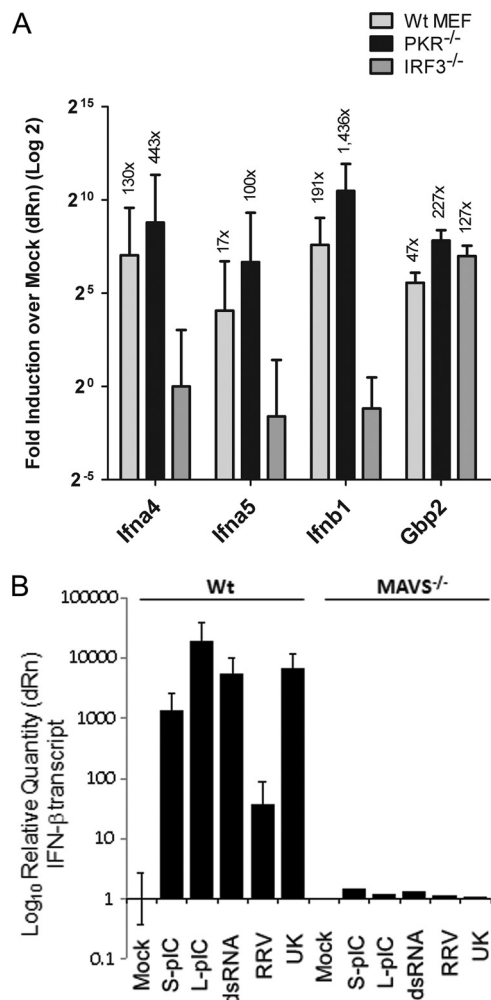 A
Wt MEF
PKR-/-
IRF3-/-
Fold Induction over Mock (dRn) (Log 2)
2^15
2^10
2^5
2^0
2^-5
130x
443x
17x
100x
191x
1,436x
47x
227x
127x
Ifna4
Ifna5
Ifnb1
Gbp2
B
Wt
MAVS-/-
Log10 Relative Quantity (dRn)
IFN-β transcript
100000
10000
1000
100
10
1
0.1
Mock
S-pIC
L-pIC
dsRNA
RRV
UK
Mock
S-pIC
L-pIC
dsRNA
RRV
UK